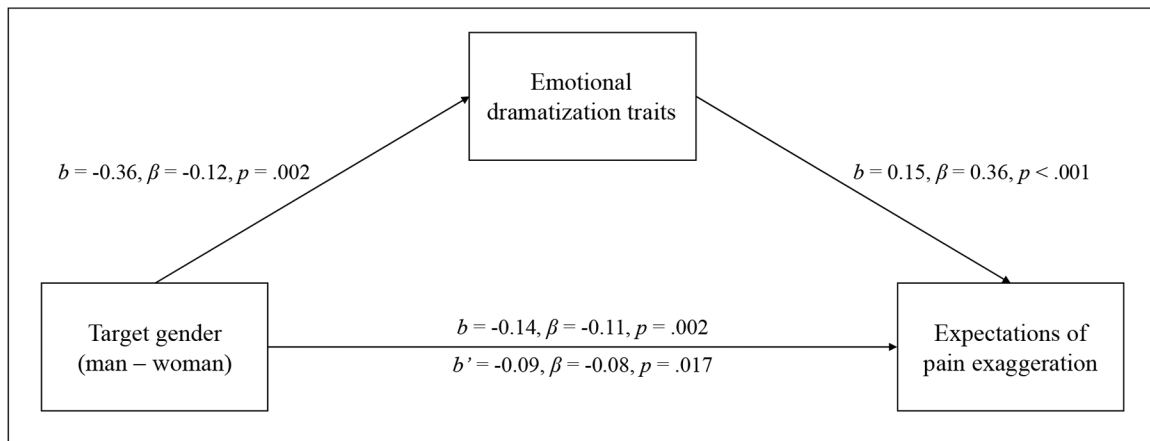 Emotional
dramatization traits
b = -0.36, β = -0.12, p = .002
b = 0.15, β = 0.36, p < .001
Target gender
(man – woman)
b = -0.14, β = -0.11, p = .002
b’ = -0.09, β = -0.08, p = .017
Expectations of
pain exaggeration